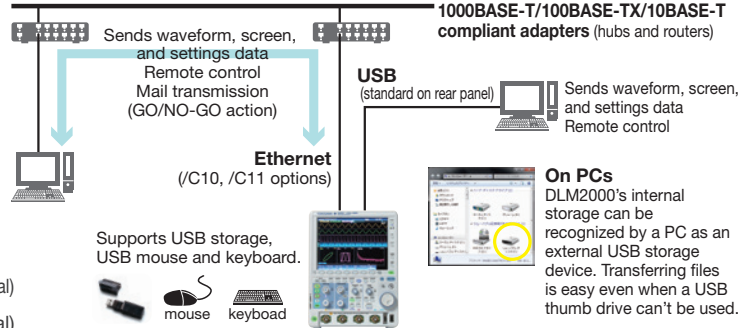 1000BASE-T/100BASE-TX/10BASE-T
compliant adapters (hubs and routers)
Sends waveform, screen,
and settings data
Remote control
Mail transmission
(GO/NO-GO action)
USB
(standard on rear panel)
Sends waveform, screen,
and settings data
Remote control
Ethernet
(/C10, /C11 options)
On PCs
DLM2000's internal
storage can be
recognized by a PC as an
external USB storage
device. Transferring files
is easy even when a USB
thumb drive can't be used.
Supports USB storage,
USB mouse and keyboard.
mouse
keyboad
al)
al)